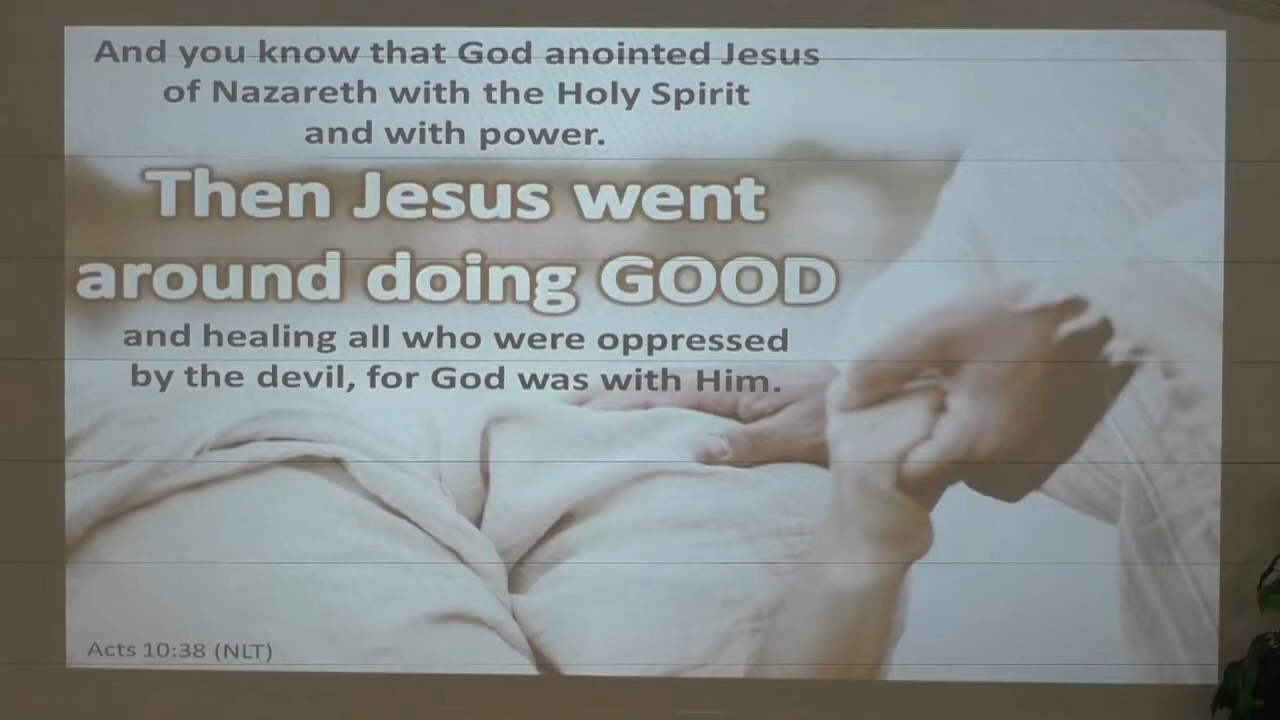 And you know that God anointed Jesus
of Nazareth with the Holy Spirit
and with power.
Then Jesus went
around doing GOOD
and healing all who were oppressed
by the devil, for God was with Him.
Acts 10:38 (NLT)